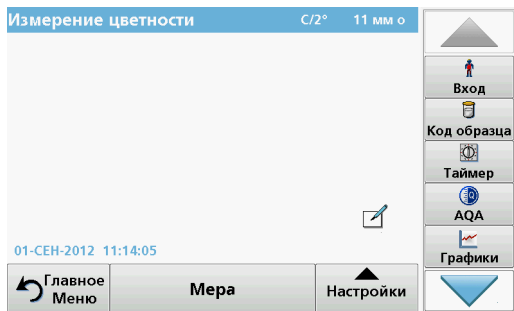 Измерение цветности C/2° 11 мм o
Вход
Код образца
Таймер
AQA
Графики
01-СЕН-2012 11:14:05
Главное
Меню
Мера
Настройки